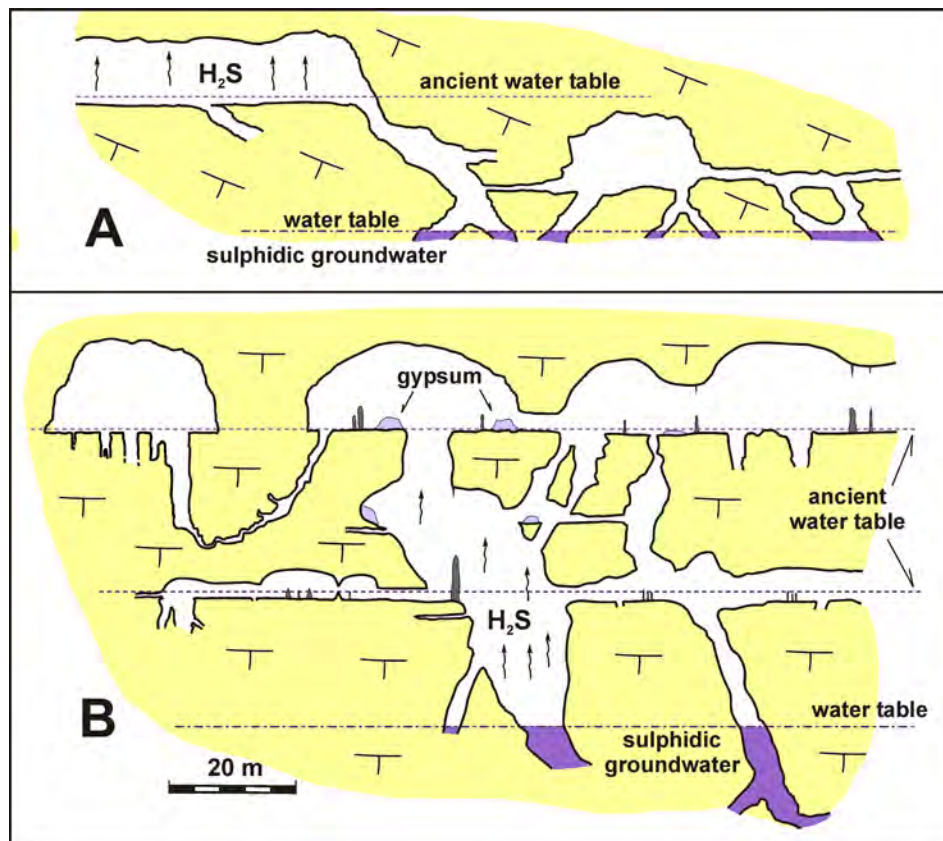 H₂S
ancient water table
A
water table
sulphidic groundwater
gypsum
ancient
water table
H₂S
B
water table
sulphidic
groundwater
20 m